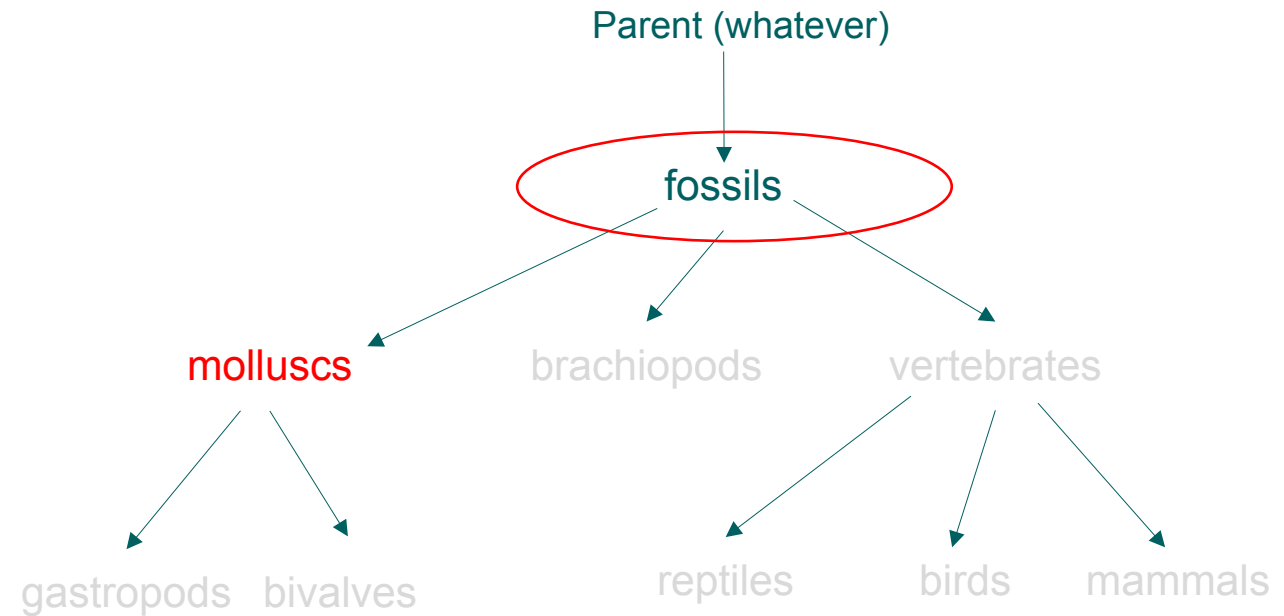 Parent (whatever)
fossils
molluscs brachiopods vertebrates
gastropods bivalves reptiles birds mammals